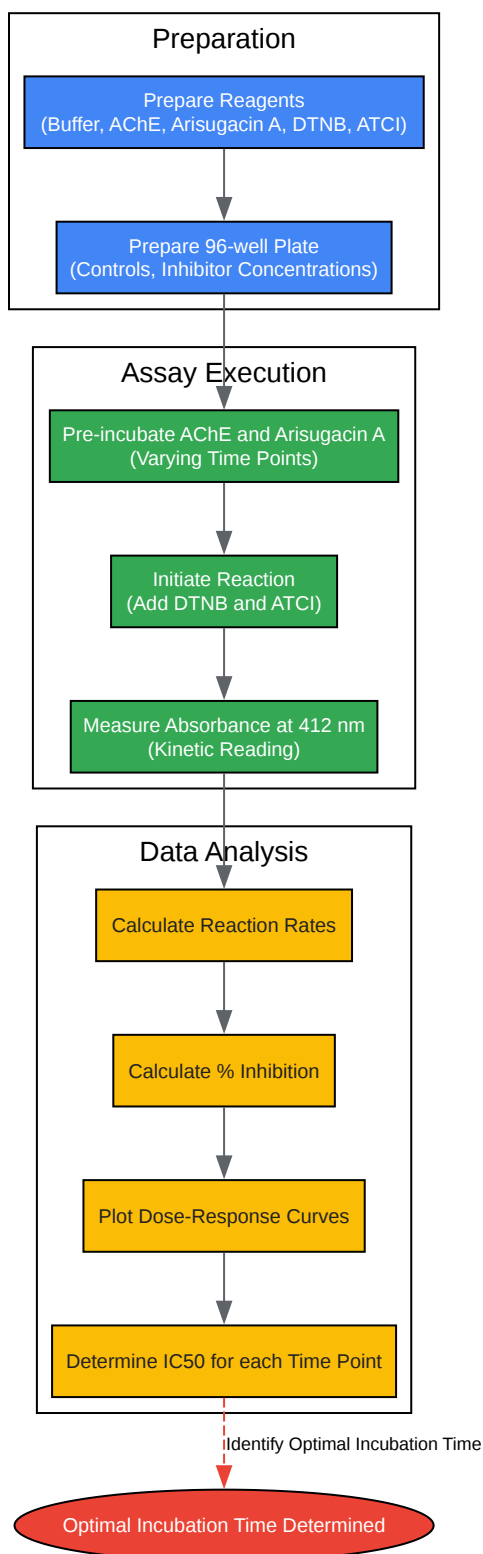 Preparation
Prepare Reagents
(Buffer, AChE, Arisugacin A, DTNB, ATCI)
Prepare 96-well Plate
(Controls, Inhibitor Concentrations)
Assay Execution
Pre-incubate AChE and Arisugacin A
(Varying Time Points)
Initiate Reaction
(Add DTNB and ATCI)
Measure Absorbance at 412 nm
(Kinetic Reading)
Data Analysis
Calculate Reaction Rates
Calculate % Inhibition
Plot Dose-Response Curves
Determine IC50 for each Time Point
Identify Optimal Incubation Time
Optimal Incubation Time Determined